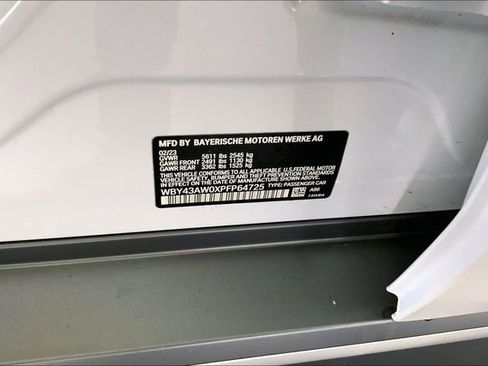 MFD BY BAYERISCHE MOTOREN WERKE AG
02/23
GVWR 5611 lbs 2545 kg
GAWR FRONT 2491 lbs 1130 kg
GAWR REAR 3362 lbs 1525 kg
THIS VEHICLE CONFORMS TO ALL APPLICABLE U.S. FEDERAL MOTOR
VEHICLE SAFETY, BUMPER, AND THEFT PREVENTION STANDARDS
IN EFFECT ON THE DATE OF MANUFACTURE SHOWN ABOVE.
WBY43AW0XPFP64725 TYPE: PASSENGER CAR